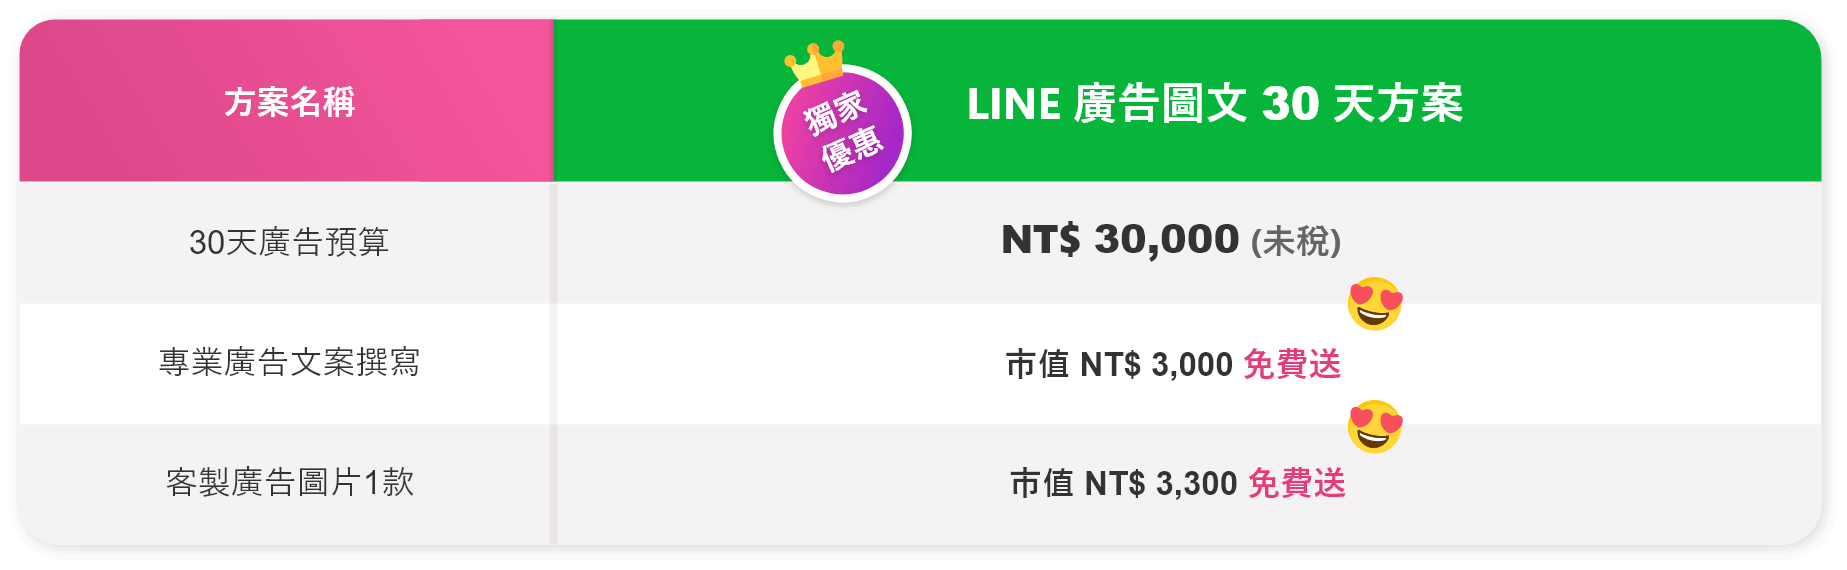 方案名稱
獨家
優惠
LINE 廣告圖文 30 天方案
30天廣告預算
NT$ 30,000 (未稅)
專業廣告文案撰寫
市值 NT$ 3,000 免費送
客製廣告圖片1款
市值 NT$ 3,300 免費送